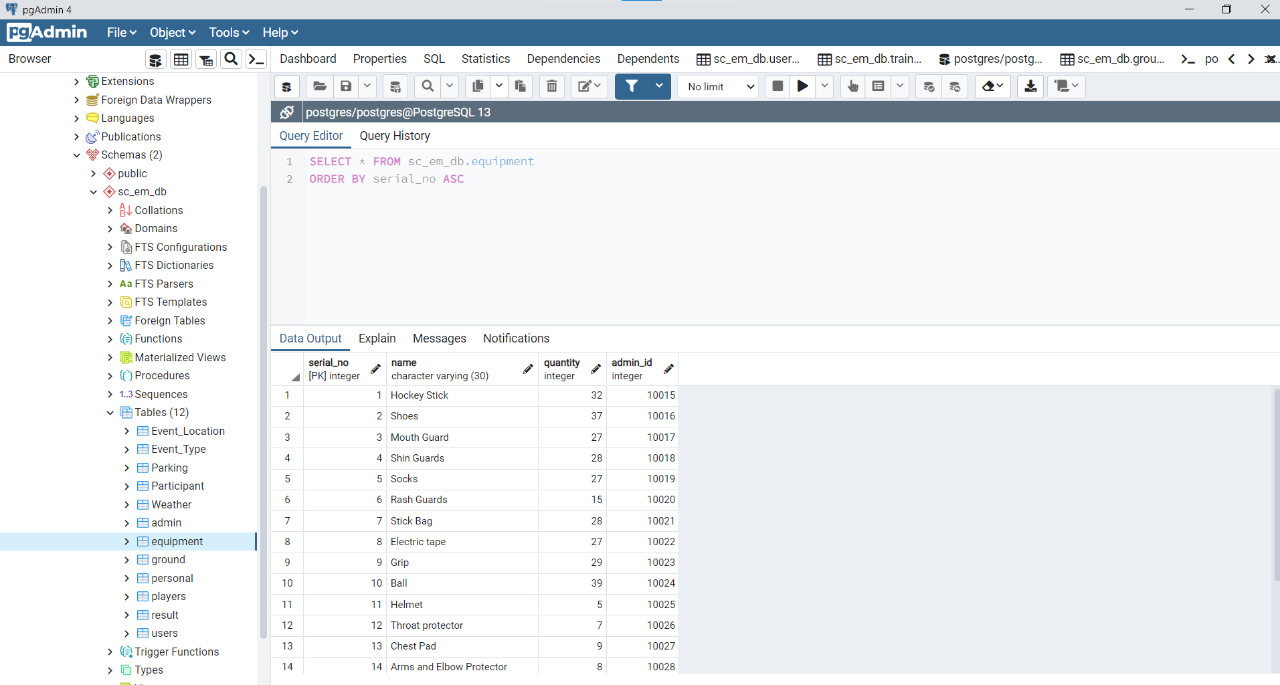 pgAdmin 4
pgAdmin File Object Tools Help
Browser
Dashboard Properties SQL Statistics Dependencies Dependents sc_em_db.user... sc_em_db.train... postgres/postg... sc_em_db.grou... po
Extensions
Foreign Data Wrappers
Languages
Publications
Schemas (2)
public
sc_em_db
Collations
Domains
FTS Configurations
FTS Dictionaries
Aa FTS Parsers
FTS Templates
Foreign Tables
Functions
Materialized Views
Procedures
1..3 Sequences
Tables (12)
Event_Location
Event_Type
Parking
Participant
Weather
admin
equipment
ground
personal
players
result
users
Trigger Functions
Types
No limit
postgres/postgres@PostgreSQL 13
Query Editor Query History
1 SELECT * FROM sc_em_db.equipment
2 ORDER BY serial_no ASC
Data Output Explain Messages Notifications
serial_no name quantity admin_id
[PK] integer character varying (30) integer integer
1 1 Hockey Stick 32 10015
2 2 Shoes 37 10016
3 3 Mouth Guard 27 10017
4 4 Shin Guards 28 10018
5 5 Socks 27 10019
6 6 Rash Guards 15 10020
7 7 Stick Bag 28 10021
8 8 Electric tape 27 10022
9 9 Grip 29 10023
10 10 Ball 39 10024
11 11 Helmet 5 10025
12 12 Throat protector 7 10026
13 13 Chest Pad 9 10027
14 14 Arms and Elbow Protector 8 10028